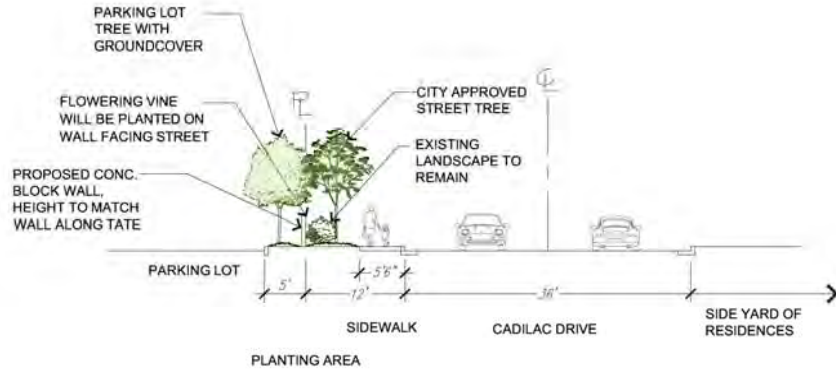 PARKING LOT
TREE WITH
GROUNDCOVER
FLOWERING VINE
WILL BE PLANTED ON
WALL FACING STREET
PROPOSED CONC.
BLOCK WALL,
HEIGHT TO MATCH
WALL ALONG TATE
PL
CITY APPROVED
STREET TREE
EXISTING
LANDSCAPE TO
REMAIN
CL
PARKING LOT
5'
12'
5'6"
36'
SIDEWALK
CADILAC DRIVE
SIDE YARD OF
RESIDENCES
PLANTING AREA